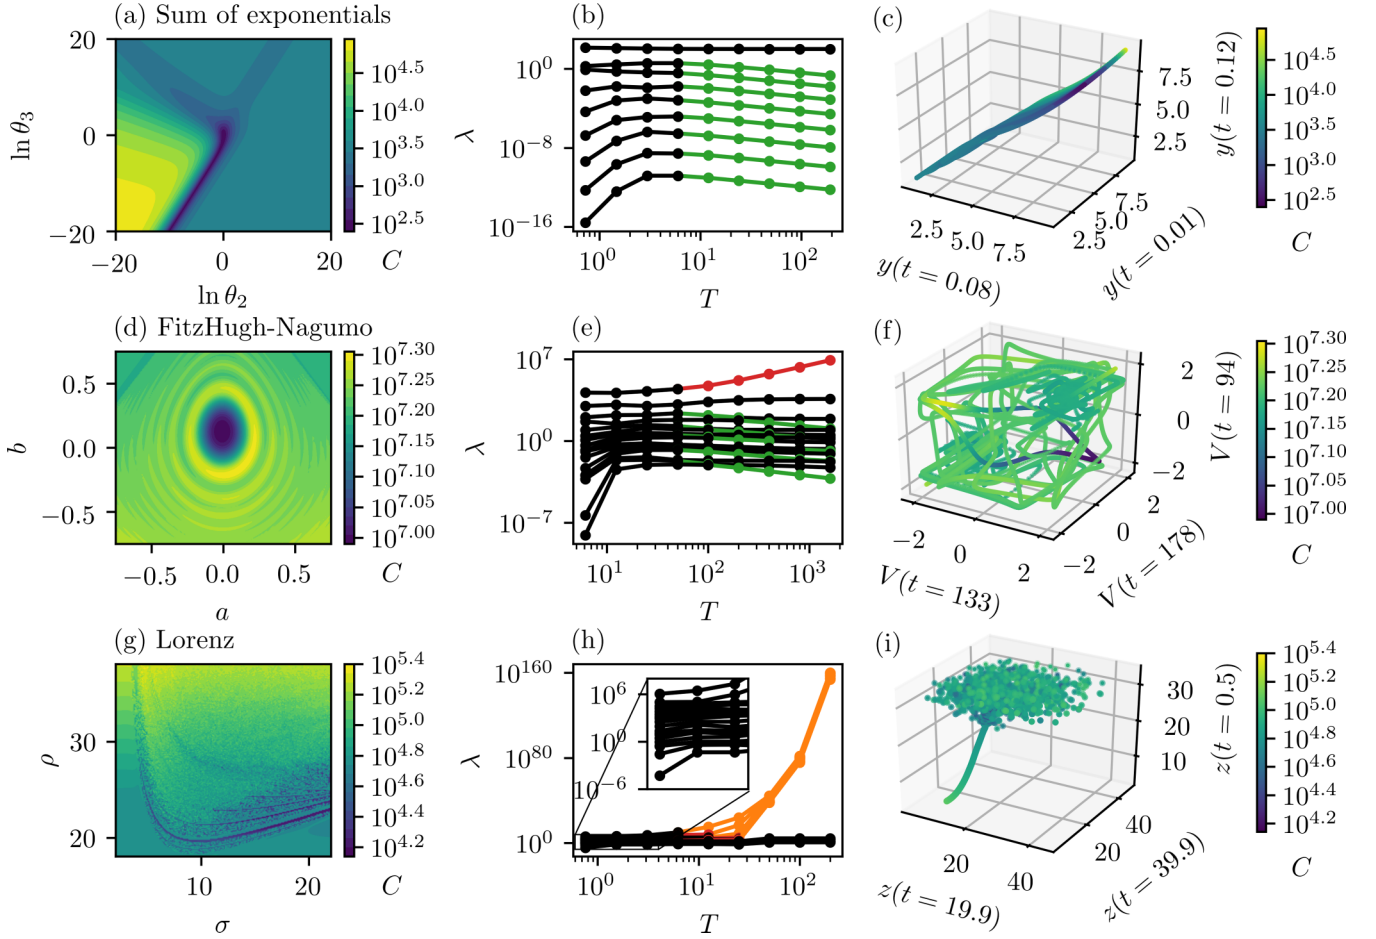 (a) Sum of exponentials
20
0
−20
ln θ₃
−20
0
20
ln θ₂
10^4.5
10^4.0
10^3.5
10^3.0
10^2.5
C
(b)
10^0
10^−8
10^−16
λ
10^0
10^1
10^2
T
(c)
7.5
5.0
2.5
y(t = 0.12)
2.5
5.0
7.5
y(t = 0.08)
7.5
5.0
2.5
y(t = 0.01)
10^4.5
10^4.0
10^3.5
10^3.0
10^2.5
C
(d) FitzHugh-Nagumo
0.5
0.0
−0.5
b
−0.5
0.0
0.5
a
10^7.30
10^7.25
10^7.20
10^7.15
10^7.10
10^7.05
10^7.00
C
(e)
10^7
10^0
10^−7
λ
10^1
10^2
10^3
T
(f)
2
0
−2
V(t = 94)
−2
0
2
V(t = 133)
2
0
−2
V(t = 178)
10^7.30
10^7.25
10^7.20
10^7.15
10^7.10
10^7.05
10^7.00
C
(g) Lorenz
30
20
ρ
10
20
σ
10^5.4
10^5.2
10^5.0
10^4.8
10^4.6
10^4.4
10^4.2
C
(h)
10^160
10^80
10^0
λ
10^6
10^0
10^−6
10^0
10^1
10^2
T
(i)
30
20
10
z(t = 0.5)
20
40
z(t = 19.9)
40
20
z(t = 39.9)
10^5.4
10^5.2
10^5.0
10^4.8
10^4.6
10^4.4
10^4.2
C